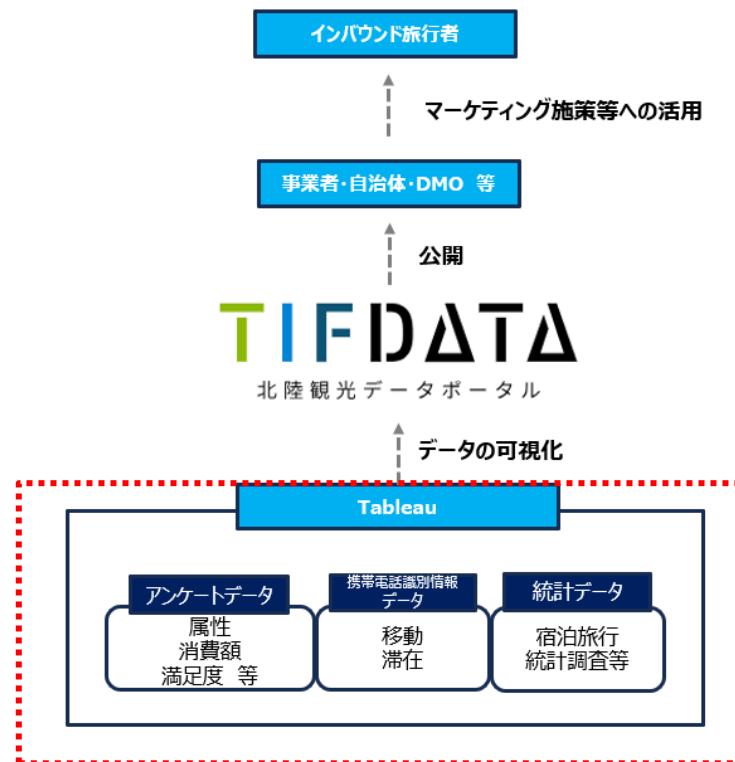 インバウンド旅行者
マーケティング施策等への活用
事業者・自治体・DMO 等
公開
TIFDATA
北陸観光データポータル
データの可視化
Tableau
アンケートデータ
属性
消費額
満足度 等
携帯電話識別情報
データ
移動
滞在
統計データ
宿泊旅行
統計調査等